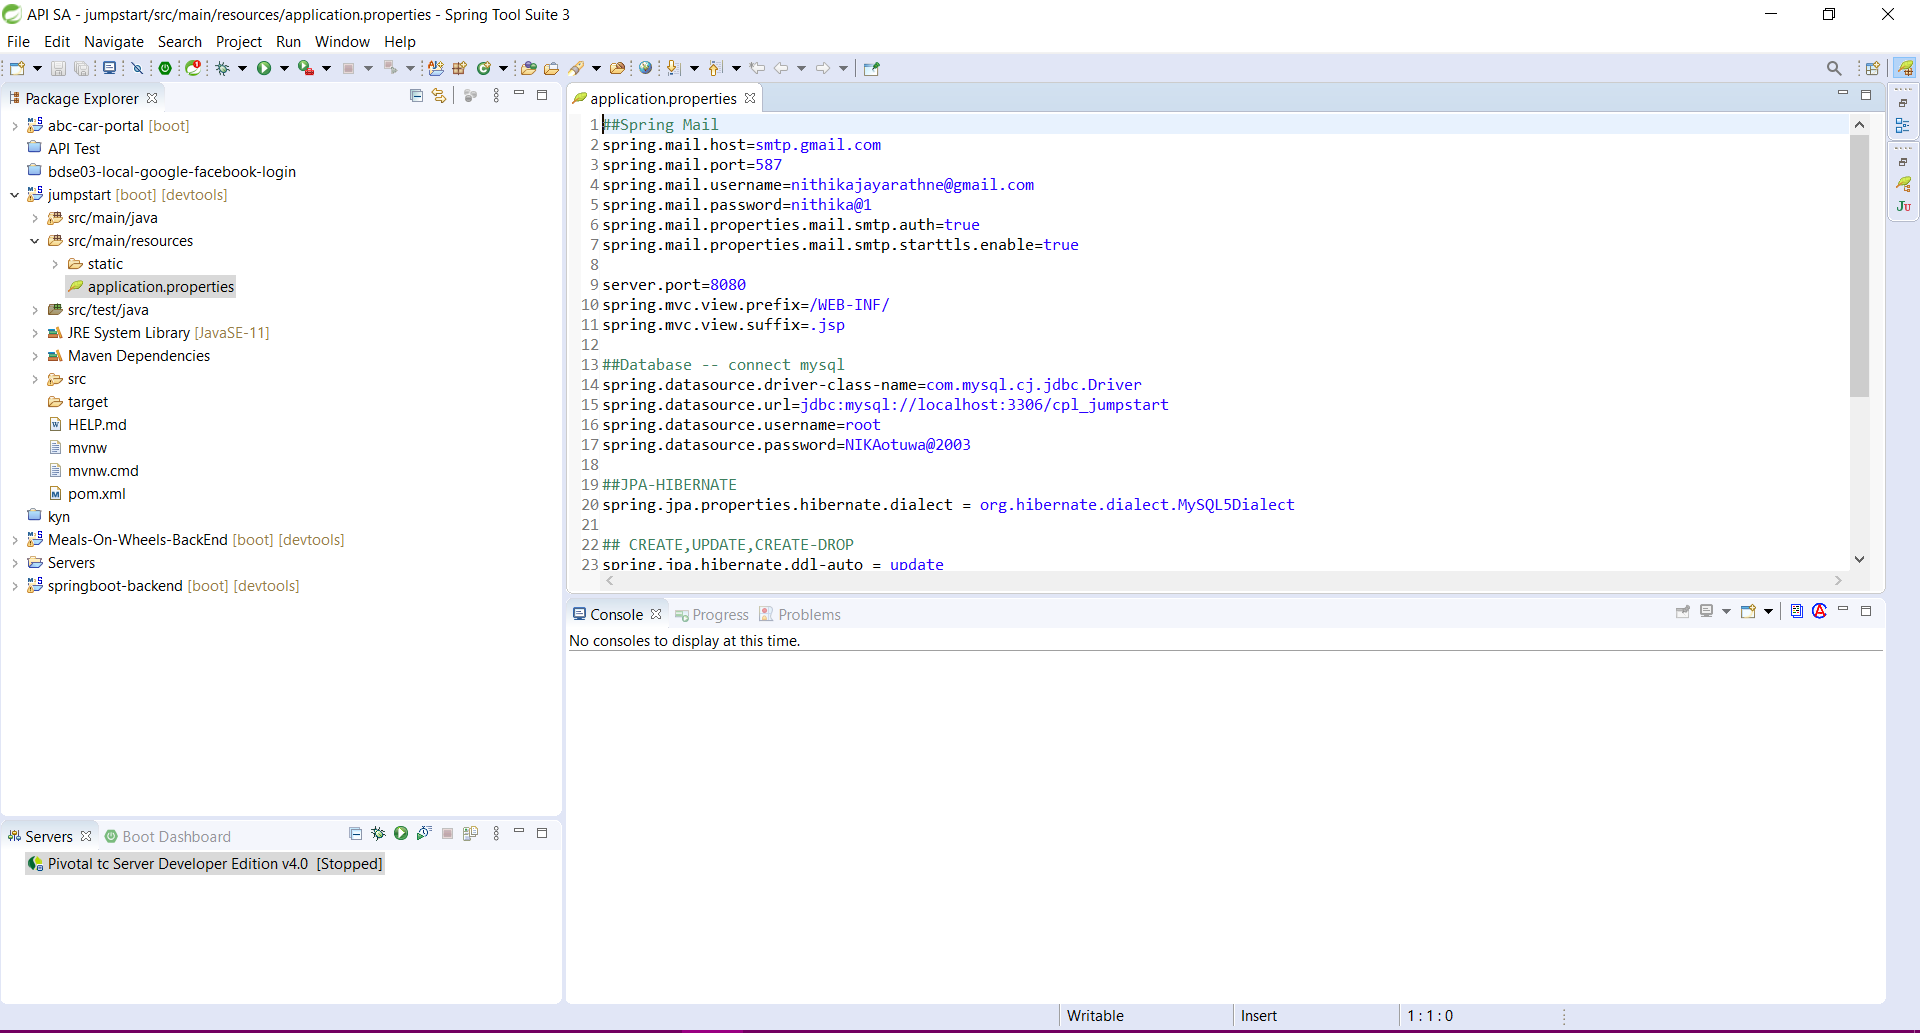 API SA - jumpstart/src/main/resources/application.properties - Spring Tool Suite 3
File Edit Navigate Search Project Run Window Help
Package Explorer
abc-car-portal [boot]
API Test
bdse03-local-google-facebook-login
jumpstart [boot] [devtools]
src/main/java
src/main/resources
static
application.properties
src/test/java
JRE System Library [JavaSE-11]
Maven Dependencies
src
target
HELP.md
mvnw
mvnw.cmd
pom.xml
kyn
Meals-On-Wheels-BackEnd [boot] [devtools]
Servers
springboot-backend [boot] [devtools]
Servers Boot Dashboard
Pivotal tc Server Developer Edition v4.0 [Stopped]
application.properties
1 ##Spring Mail
2 spring.mail.host=smtp.gmail.com
3 spring.mail.port=587
4 spring.mail.username=nithikajayarathne@gmail.com
5 spring.mail.password=nithika@1
6 spring.mail.properties.mail.smtp.auth=true
7 spring.mail.properties.mail.smtp.starttls.enable=true
8
9 server.port=8080
10 spring.mvc.view.prefix=/WEB-INF/
11 spring.mvc.view.suffix=.jsp
12
13 ##Database -- connect mysql
14 spring.datasource.driver-class-name=com.mysql.cj.jdbc.Driver
15 spring.datasource.url=jdbc:mysql://localhost:3306/cpl_jumpstart
16 spring.datasource.username=root
17 spring.datasource.password=NIKAotuwa@2003
18
19 ##JPA-HIBERNATE
20 spring.jpa.properties.hibernate.dialect = org.hibernate.dialect.MySQL5Dialect
21
22 ## CREATE,UPDATE,CREATE-DROP
23 spring.jpa.hibernate.ddl-auto = update
Console Progress Problems
No consoles to display at this time.
Ju
Writable Insert 1 : 1 : 0